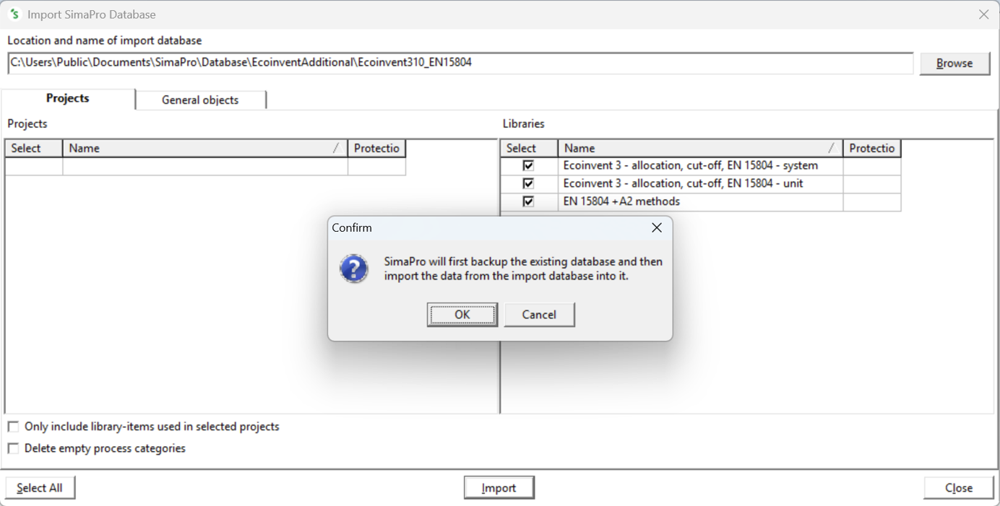 Import SimaPro Database
Location and name of import database
C:\Users\Public\Documents\SimaPro\Database\EcoinventAdditional\Ecoinvent310_EN15804
Browse
Projects
General objects
Projects
Libraries
Select
Name
Protectio
Select
Name
Protectio
Ecoinvent 3 - allocation, cut-off, EN 15804 - system
Ecoinvent 3 - allocation, cut-off, EN 15804 - unit
EN 15804 +A2 methods
Confirm
SimaPro will first backup the existing database and then
import the data from the import database into it.
OK
Cancel
Only include library-items used in selected projects
Delete empty process categories
Select All
Import
Close